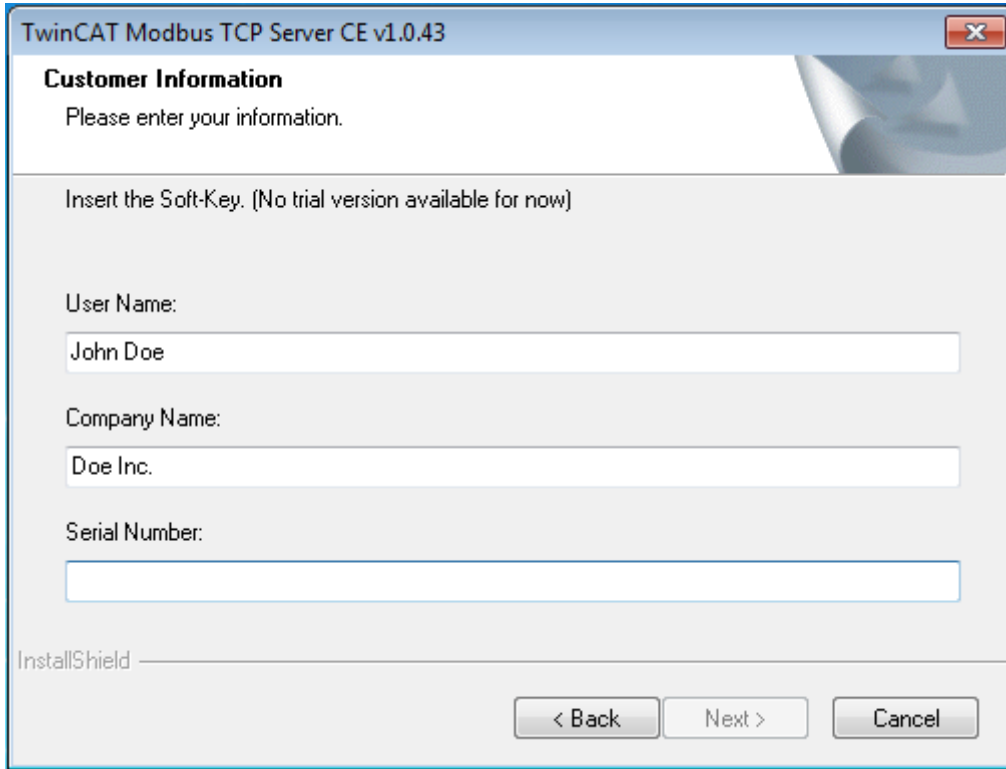 TwinCAT Modbus TCP Server CE v1.0.43
Customer Information
Please enter your information.
Insert the Soft-Key. (No trial version available for now)
User Name:
John Doe
Company Name:
Doe Inc.
Serial Number:
InstallShield
< Back Next > Cancel